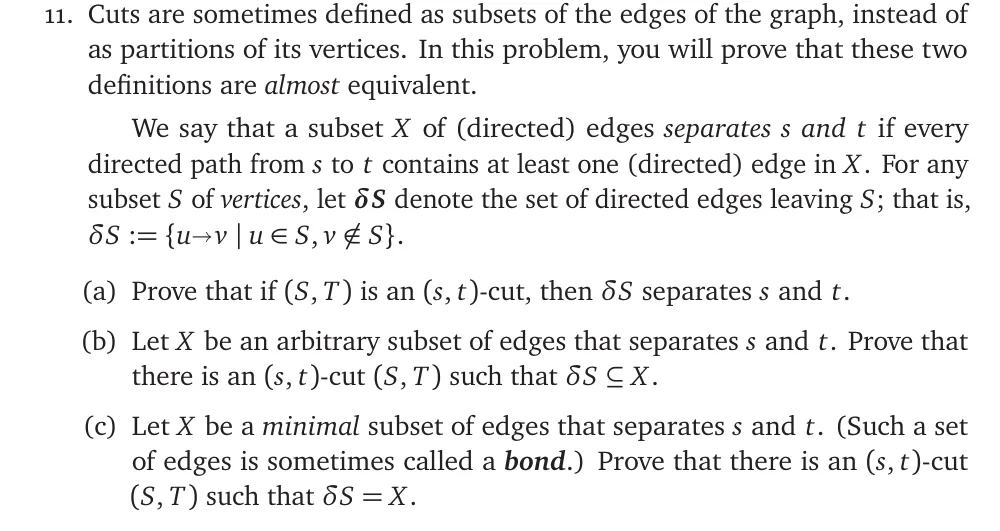 11. Cuts are sometimes defined as subsets of the edges of the graph, instead of
as partitions of its vertices. In this problem, you will prove that these two
definitions are almost equivalent.
We say that a subset X of (directed) edges separates s and t if every
directed path from s to t contains at least one (directed) edge in X. For any
subset S of vertices, let δS denote the set of directed edges leaving S; that is,
δS := {u→v | u ∈ S, v ∉ S}.
(a) Prove that if (S, T) is an (s, t)-cut, then δS separates s and t.
(b) Let X be an arbitrary subset of edges that separates s and t. Prove that
there is an (s, t)-cut (S, T) such that δS ⊆ X.
(c) Let X be a minimal subset of edges that separates s and t. (Such a set
of edges is sometimes called a bond.) Prove that there is an (s, t)-cut
(S, T) such that δS = X.